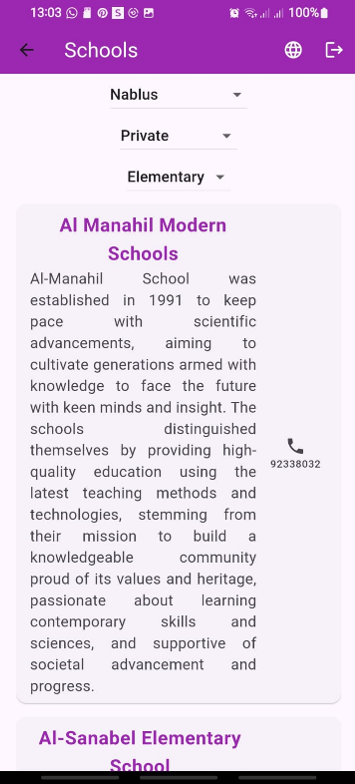 13:03 100%
Schools
Nablus
Private
Elementary
Al Manahil Modern
Schools
Al-Manahil School was
established in 1991 to keep
pace with scientific
advancements, aiming to
cultivate generations armed with
knowledge to face the future
with keen minds and insight. The
schools distinguished
themselves by providing high-
quality education using the
latest teaching methods and
technologies, stemming from
their mission to build a
knowledgeable community
proud of its values and heritage,
passionate about learning
contemporary skills and
sciences, and supportive of
societal advancement and
progress.
92338032
Al-Sanabel Elementary
School